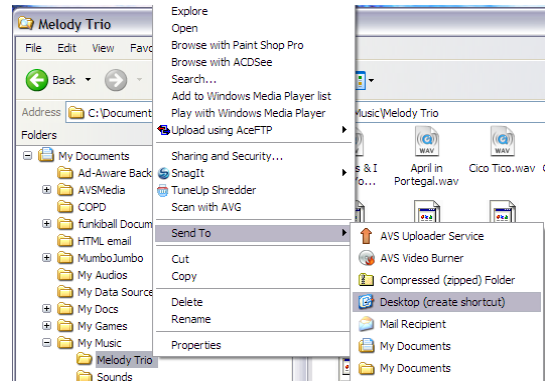 Melody Trio
File Edit View Favo
Back
Address C:\Document
Music\Melody Trio
Folders
My Documents
Ad-Aware Back
AVSMedia
COPD
funkiball Docum
HTML email
MumboJumbo
My Audios
My Data Source
My Docs
My Games
My Music
Melody Trio
Sounds
Explore
Open
Browse with Paint Shop Pro
Browse with ACDSee
Search...
Add to Windows Media Player list
Play with Windows Media Player
Upload using AceFTP
Sharing and Security...
SnagIt
TuneUp Shredder
Scan with AVG
Send To
Cut
Copy
Delete
Rename
Properties
WAV
WAV
WAV
s & I
o...
April in
Portegal.wav
Cico Tico.wav
AVS Uploader Service
AVS Video Burner
Compressed (zipped) Folder
Desktop (create shortcut)
Mail Recipient
My Documents
My Documents